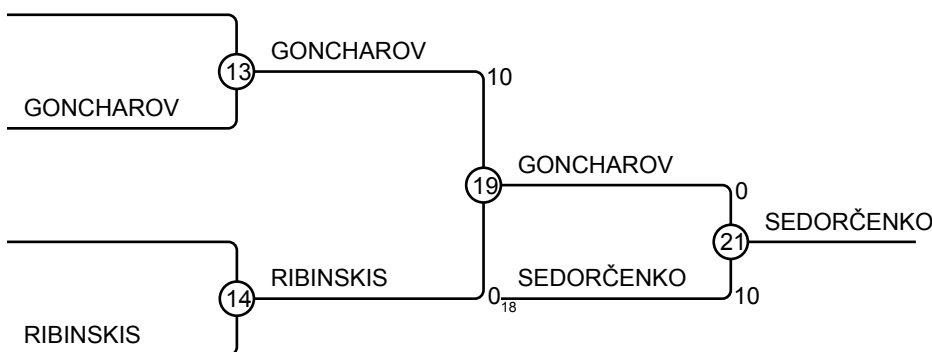 GONCHAROV
13
10
GONCHAROV
GONCHAROV
19
0
SEDORČENKO
21
RIBINSKIS
SEDORČENKO
14
0
18
10
RIBINSKIS